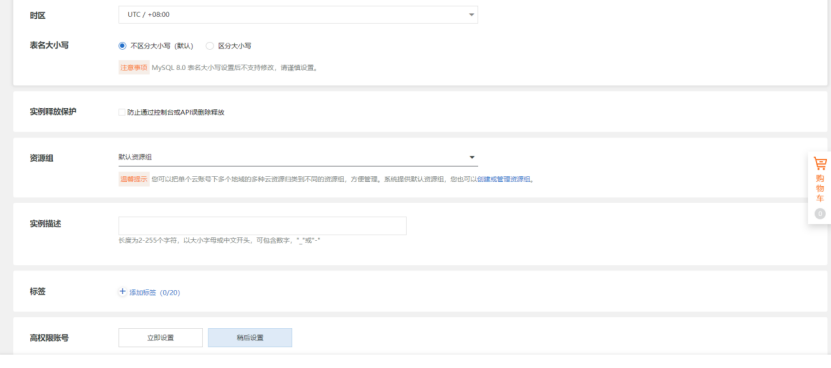 时区
UTC / +08:00
表名大小写
不区分大小写 (默认)
区分大小写
注意事项 MySQL 8.0 表名大小写设置后不支持修改，请谨慎设置。
实例释放保护
防止通过控制台或API误删除释放
资源组
默认资源组
温馨提示 您可以把单个云账号下多个地域的多种云资源归类到不同的资源组，方便管理。系统提供默认资源组，您也可以创建或管理资源组。
实例描述
长度为2-255个字符，以大小字母或中文开头，可包含数字，"_"或"-"
标签
+ 添加标签 (0/20)
高权限账号
立即设置
稍后设置
购物车
0